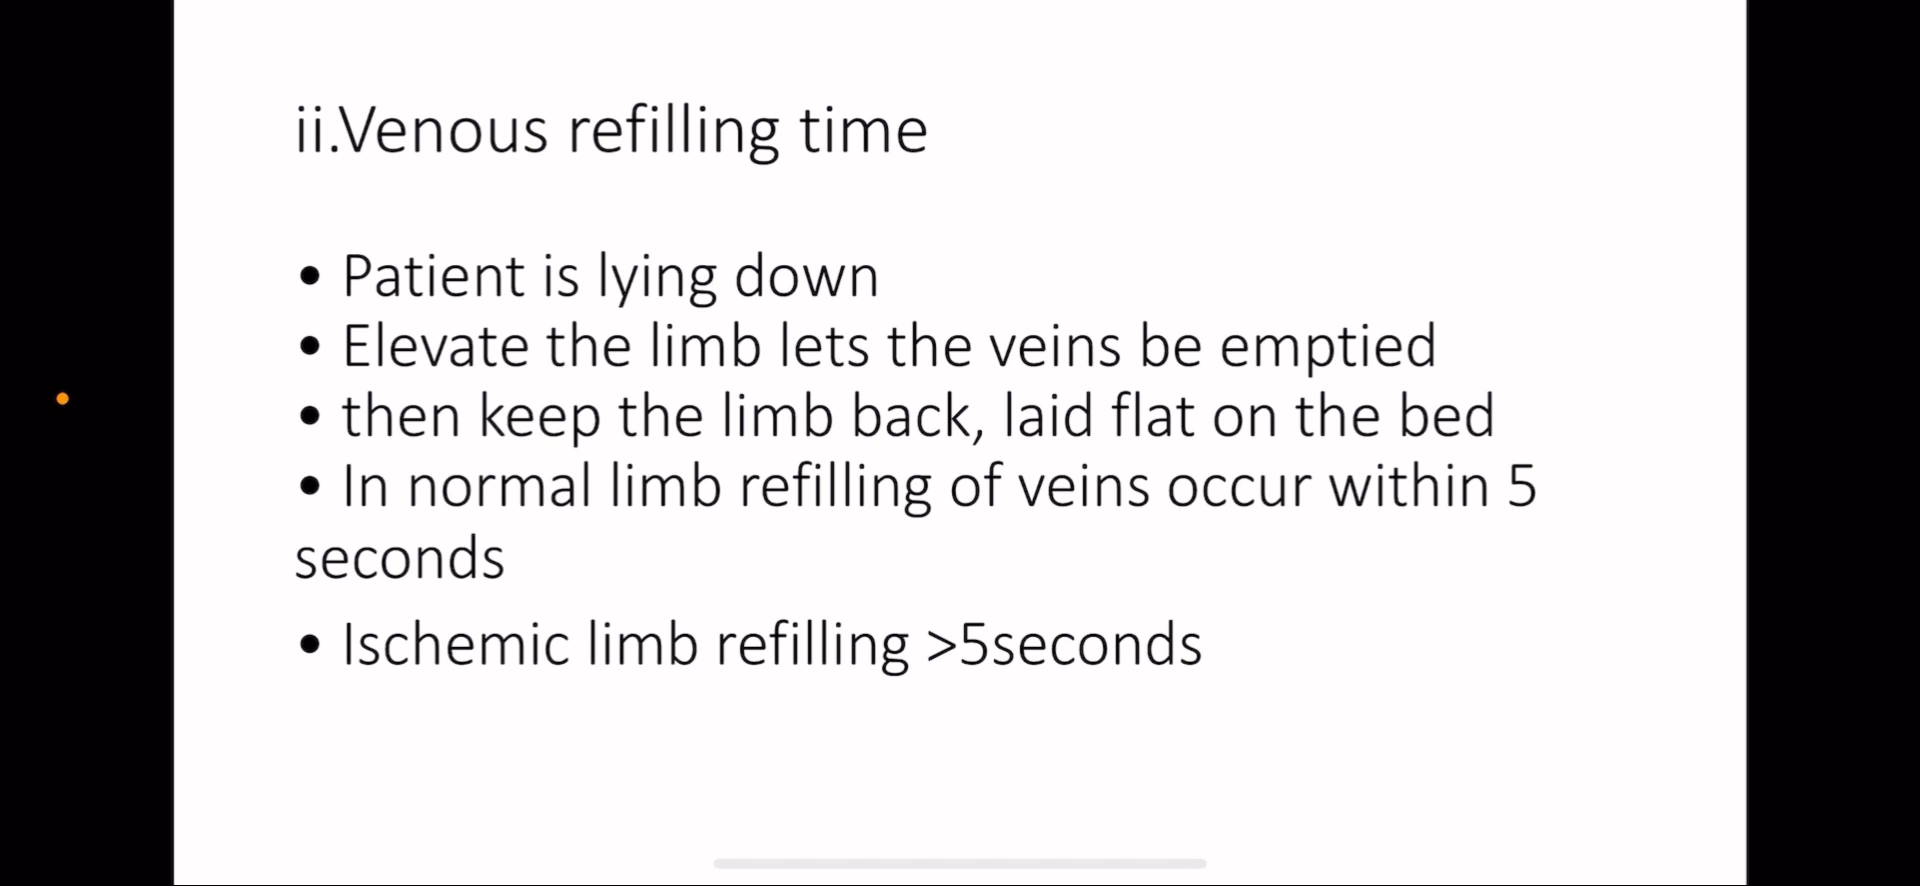 ii.Venous refilling time
• Patient is lying down
• Elevate the limb lets the veins be emptied
• then keep the limb back, laid flat on the bed
• In normal limb refilling of veins occur within 5
seconds
• Ischemic limb refilling >5seconds